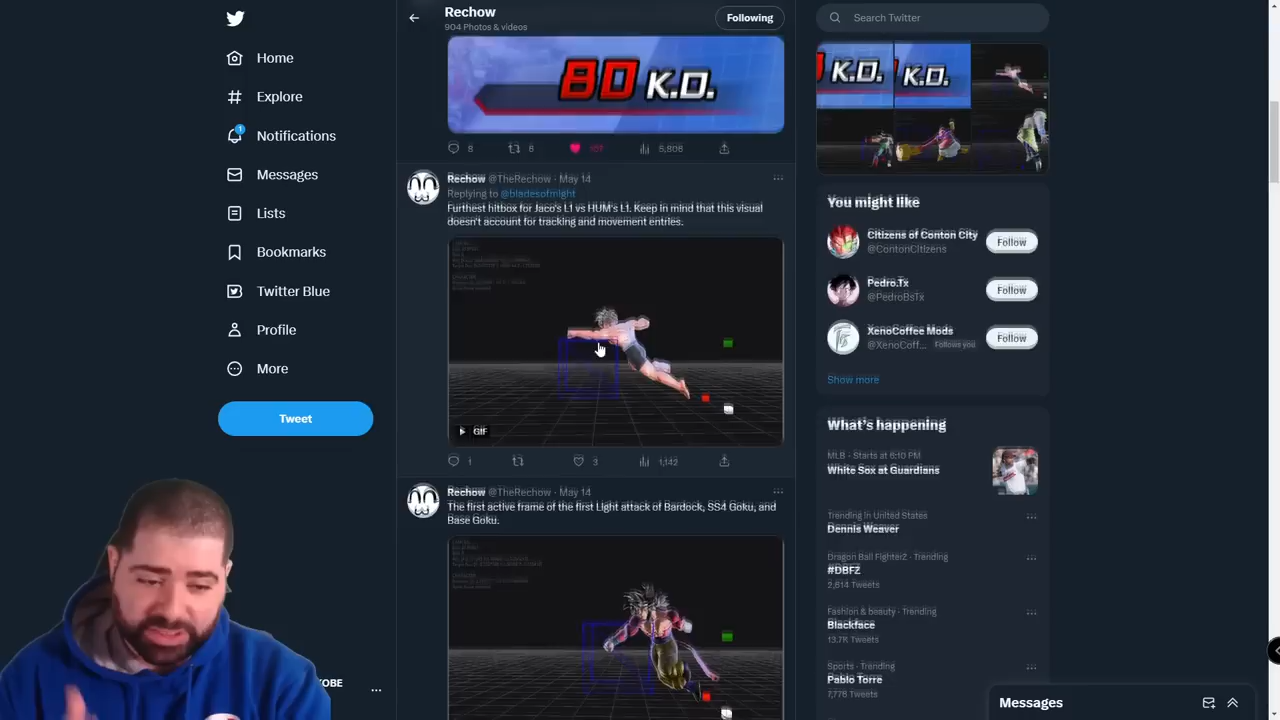 Home
Explore
1
Notifications
Messages
Lists
Bookmarks
Twitter Blue
Profile
More
Tweet
OBE
...
Rechow
904 Photos & videos
Following
80 K.O.
8
6
5,808
Rechow @TheRechow · May 14
Replying to @bladesofmight
Furthest hitbox for Jaco's L1 vs HUM's L1. Keep in mind that this visual
doesn't account for tracking and movement entries.
GIF
1
3
1,142
Rechow @TheRechow · May 14
The first active frame of the first Light attack of Bardock, SS4 Goku, and
Base Goku.
Search Twitter
K.O.
K.O.
You might like
Citizens of Conton City
@ContonCitizens
Follow
Pedro.Tx
@PedroBsTx
Follow
XenoCoffee Mods
@XenoCoff... Follows you
Follow
Show more
What's happening
MLB · Starts at 6:10 PM
White Sox at Guardians
Trending in United States
Dennis Weaver
Dragon Ball FighterZ · Trending
#DBFZ
2,614 Tweets
Fashion & beauty · Trending
Blackface
13.7K Tweets
Sports · Trending
Pablo Torre
7,778 Tweets
Messages